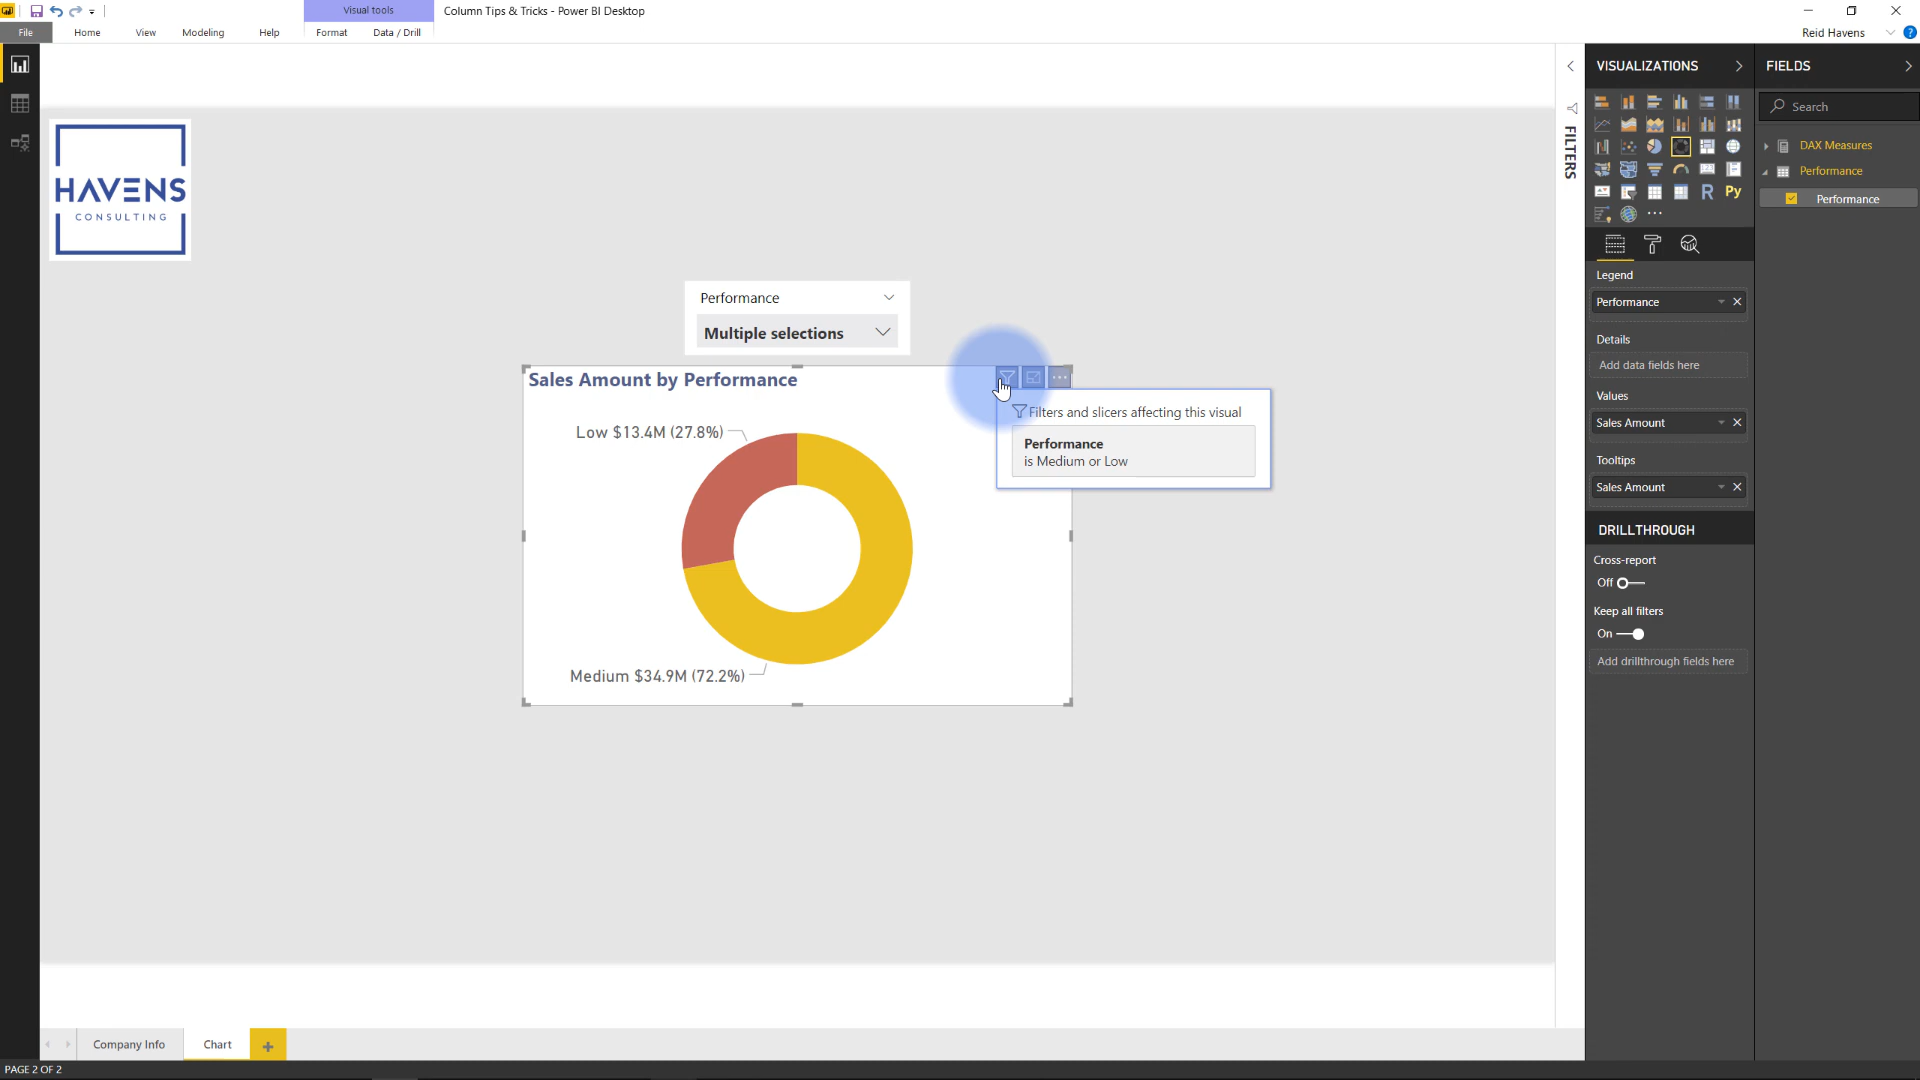 Visual tools
Column Tips & Tricks - Power BI Desktop
File
Home
View
Modeling
Help
Format
Data / Drill
Reid Havens
?
HAVENS
CONSULTING
Performance
Multiple selections
Sales Amount by Performance
Low $13.4M (27.8%)
Medium $34.9M (72.2%)
Filters and slicers affecting this visual
Performance
is Medium or Low
FILTERS
VISUALIZATIONS
R
Py
Legend
Performance
Details
Add data fields here
Values
Sales Amount
Tooltips
Sales Amount
DRILLTHROUGH
Cross-report
Off
Keep all filters
On
Add drillthrough fields here
FIELDS
Search
DAX Measures
Performance
Performance
Company Info
Chart
PAGE 2 OF 2